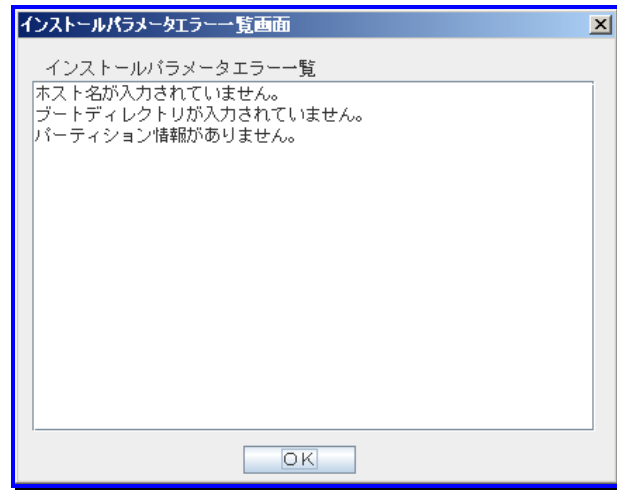 インストールパラメータエラー一覧画面
インストールパラメータエラー一覧
ホスト名が入力されていません。
ブートディレクトリが入力されていません。
パーティション情報がありません。
OK